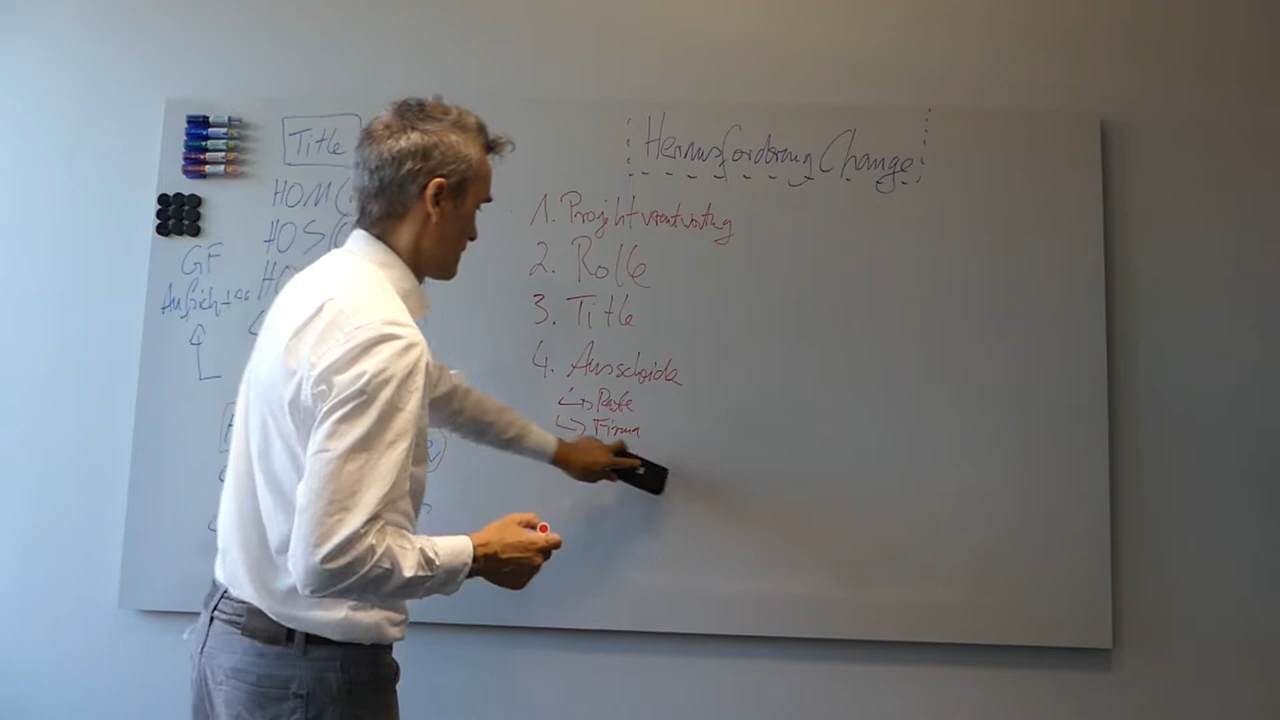 Title
HOM
HOS
GF
Aufsicht
Herausforderung Change
1. Projektverantwortung
2. Rolle
3. Title
4. Ausscheide
↳ Rolle
↳ Firma